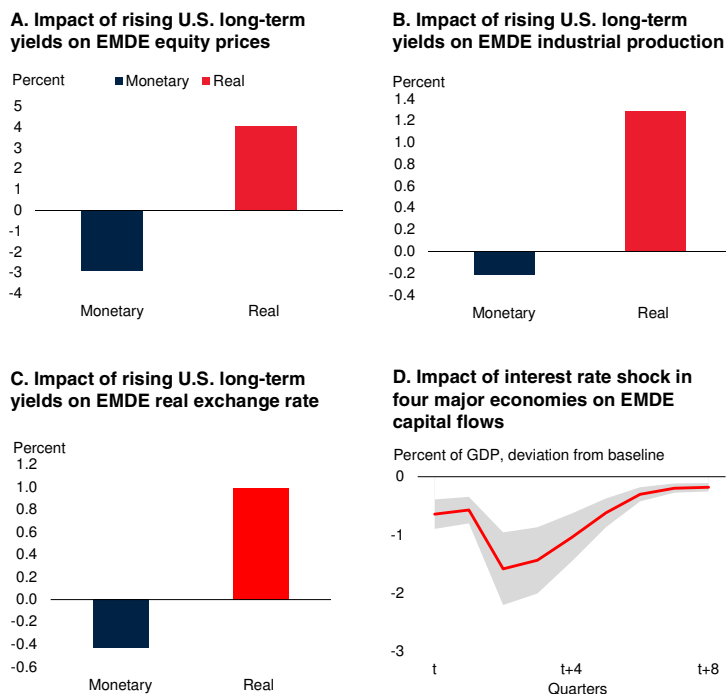 A. Impact of rising U.S. long-term
yields on EMDE equity prices
Percent
Monetary Real
5
4
3
2
1
0
-1
-2
-3
-4
Monetary Real
B. Impact of rising U.S. long-term
yields on EMDE industrial production
Percent
1.4
1.2
1.0
0.8
0.6
0.4
0.2
0.0
-0.2
-0.4
Monetary Real
C. Impact of rising U.S. long-term
yields on EMDE real exchange rate
Percent
1.2
1.0
0.8
0.6
0.4
0.2
0.0
-0.2
-0.4
-0.6
Monetary Real
D. Impact of interest rate shock in
four major economies on EMDE
capital flows
Percent of GDP, deviation from baseline
0
-1
-2
-3
t t+4 t+8
Quarters